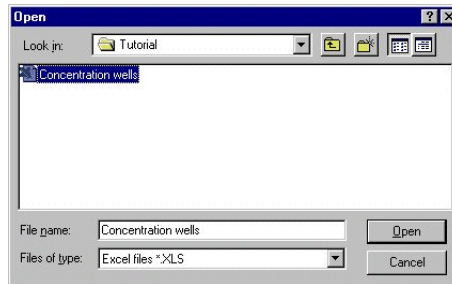 Open
Look in: Tutorial
Concentration wells
File name: Concentration wells Open
Files of type: Excel files *.XLS Cancel